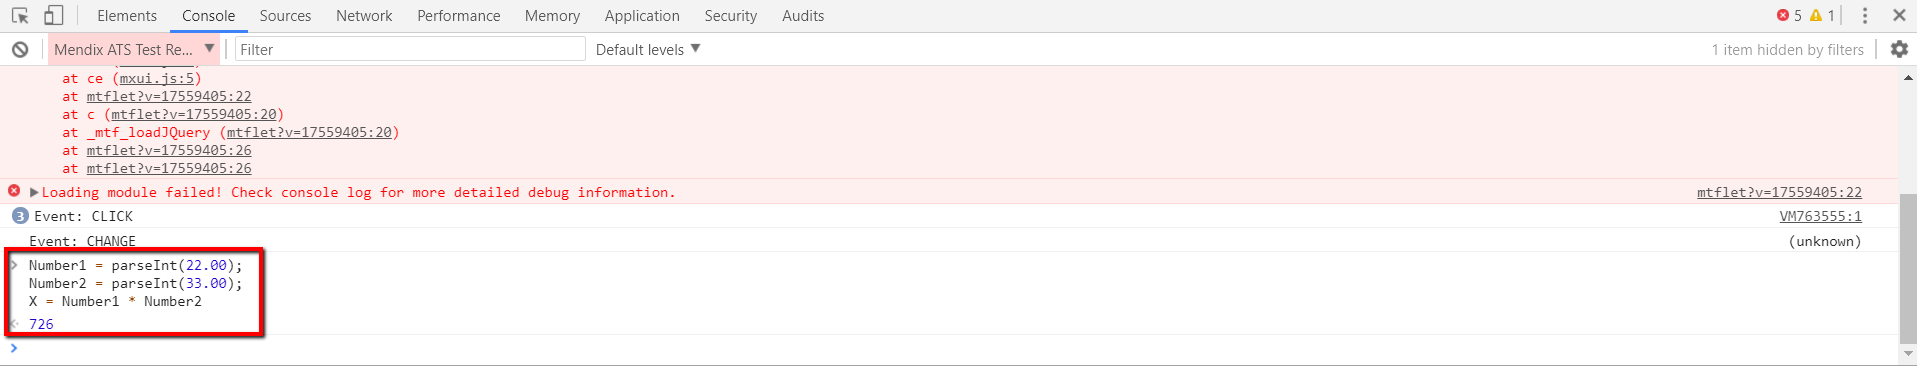 Elements Console Sources Network Performance Memory Application Security Audits 5 1
Mendix ATS Test Re... Filter Default levels 1 item hidden by filters
at ce (mxui.js:5)
at mtflet?v=17559405:22
at c (mtflet?v=17559405:20)
at _mtf_loadJQuery (mtflet?v=17559405:20)
at mtflet?v=17559405:26
at mtflet?v=17559405:26
Loading module failed! Check console log for more detailed debug information. mtflet?v=17559405:22
3 Event: CLICK VM763555:1
Event: CHANGE (unknown)
> Number1 = parseInt(22.00);
Number2 = parseInt(33.00);
X = Number1 * Number2
726
>